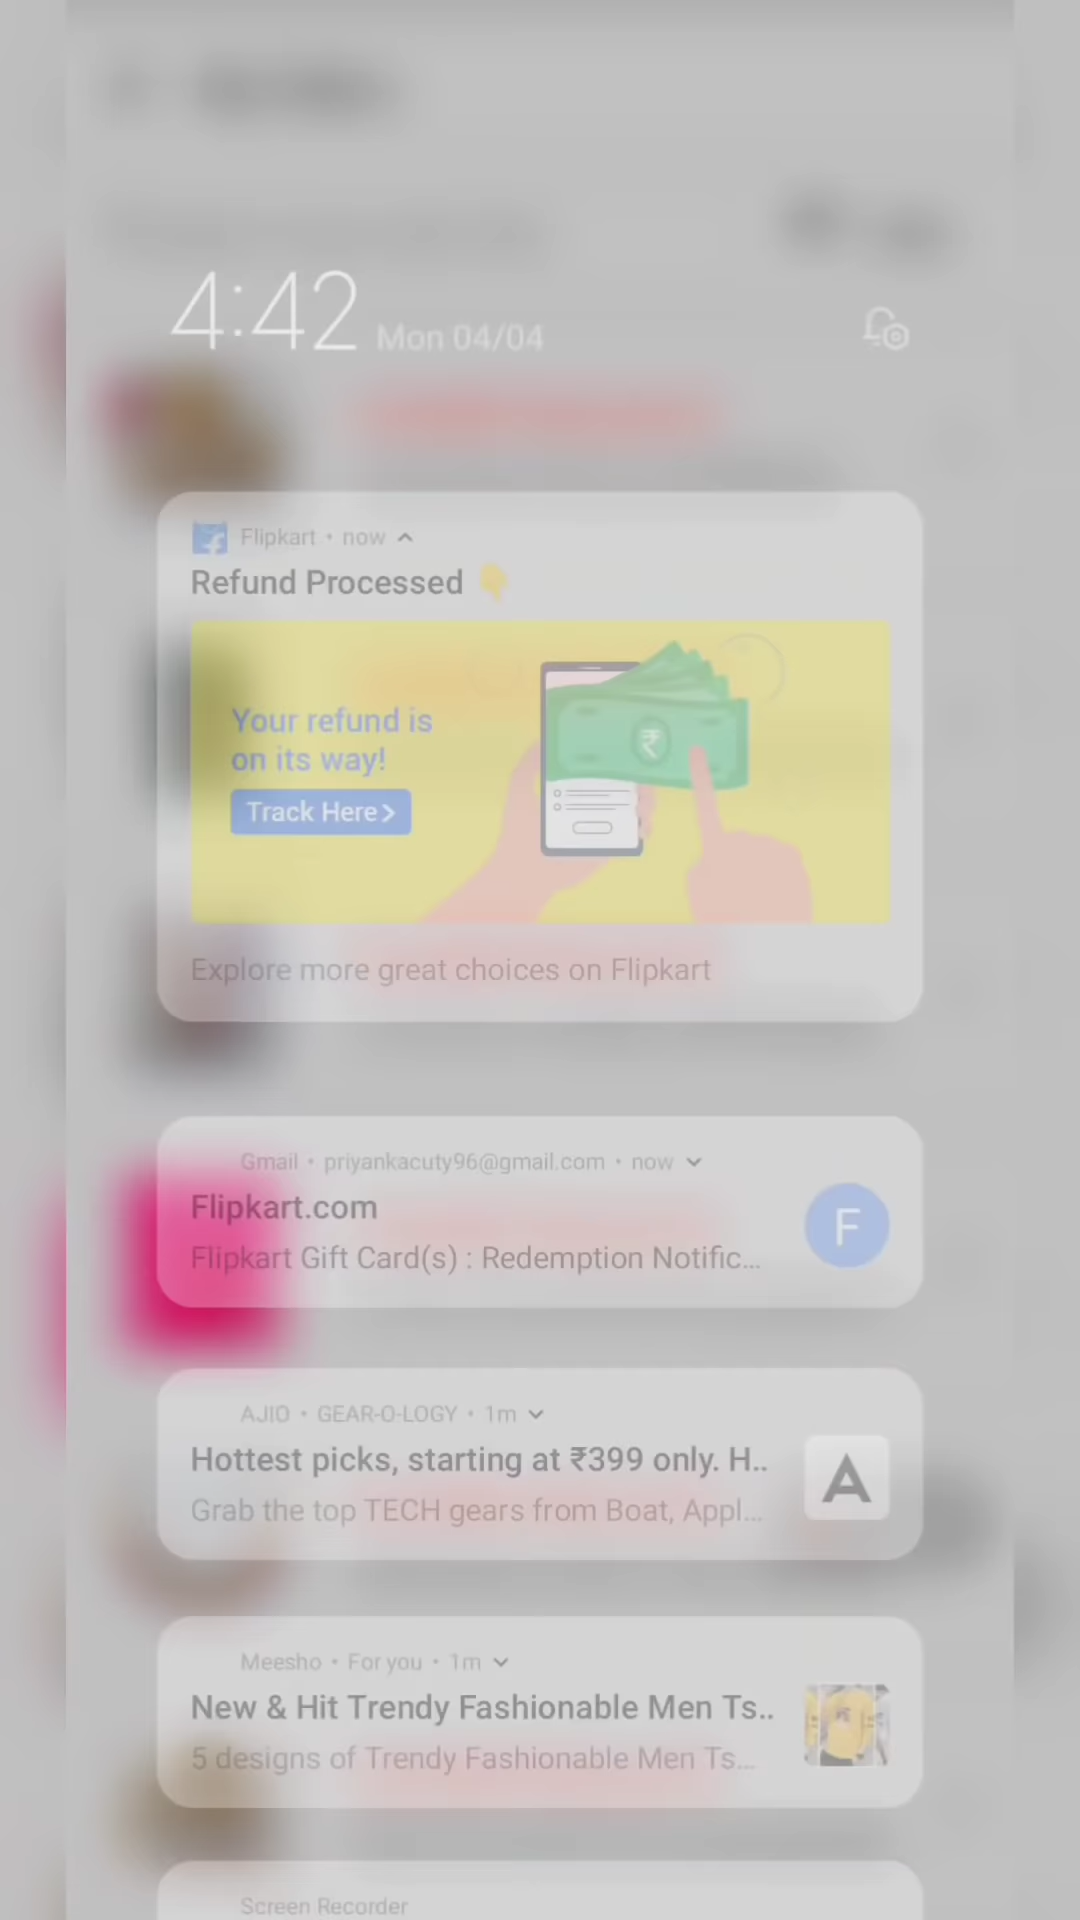 4:42 Mon 04/04
Flipkart • now
Refund Processed 👇
Your refund is
on its way!
Track Here
₹
Explore more great choices on Flipkart
Gmail • priyankacuty96@gmail.com • now
Flipkart.com
F
Flipkart Gift Card(s) : Redemption Notific...
AJIO • GEAR-O-LOGY • 1m
Hottest picks, starting at ₹399 only. H..
A
Grab the top TECH gears from Boat, Appl...
Meesho • For you • 1m
New & Hit Trendy Fashionable Men Ts..
5 designs of Trendy Fashionable Men Ts...
Screen Recorder